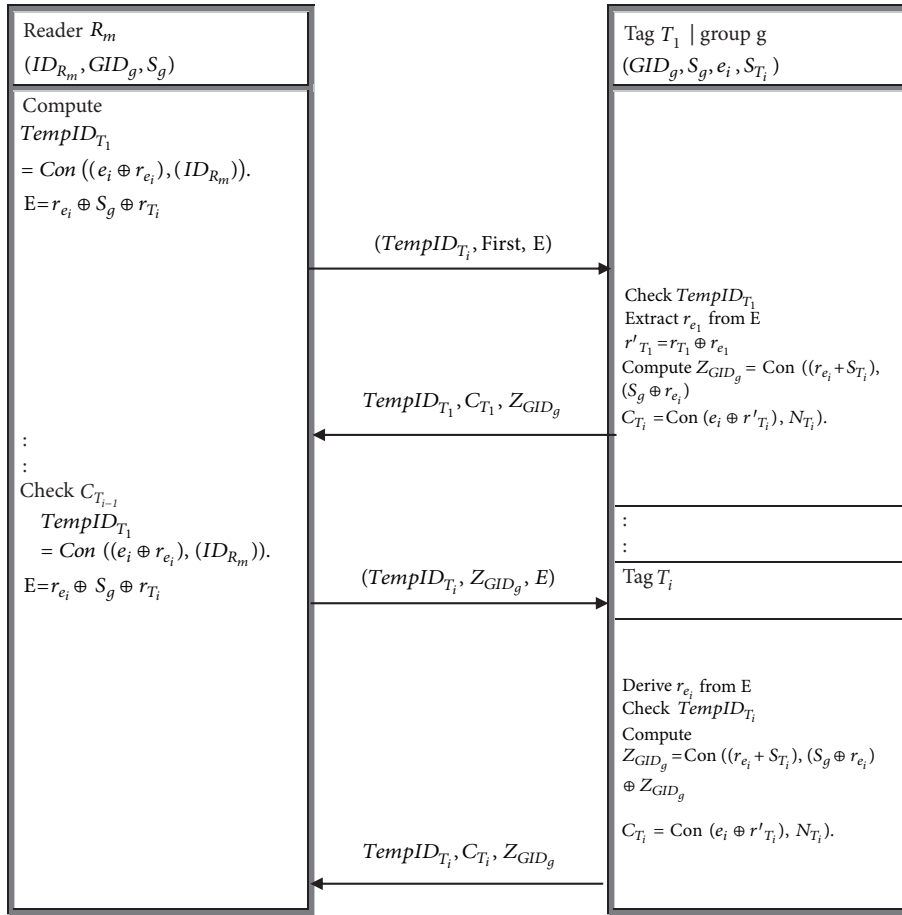 Reader R_m
(ID_{R_m}, GID_g, S_g)
Compute
TempID_{T_1}
= Con ((e_i ⊕ r_{e_i}), (ID_{R_m})).
E=r_{e_i} ⊕ S_g ⊕ r_{T_i}
:
:
Check C_{T_{i-1}}
TempID_{T_1}
= Con ((e_i ⊕ r_{e_i}), (ID_{R_m})).
E=r_{e_i} ⊕ S_g ⊕ r_{T_i}
(TempID_{T_i}, First, E)
TempID_{T_1}, C_{T_1}, Z_{GID_g}
(TempID_{T_i}, Z_{GID_g}, E)
TempID_{T_i}, C_{T_i}, Z_{GID_g}
Tag T_1 | group g
(GID_g, S_g, e_i, S_{T_i})
Check TempID_{T_1}
Extract r_{e_1} from E
r'_{T_1} = r_{T_1} ⊕ r_{e_1}
Compute Z_{GID_g} = Con ((r_{e_i} + S_{T_i}),
(S_g ⊕ r_{e_i})
C_{T_i} = Con (e_i ⊕ r'_{T_i}), N_{T_i}).
:
:
Tag T_i
Derive r_{e_i} from E
Check TempID_{T_i}
Compute
Z_{GID_g} = Con ((r_{e_i} + S_{T_i}), (S_g ⊕ r_{e_i})
⊕ Z_{GID_g}
C_{T_i} = Con (e_i ⊕ r'_{T_i}), N_{T_i}).